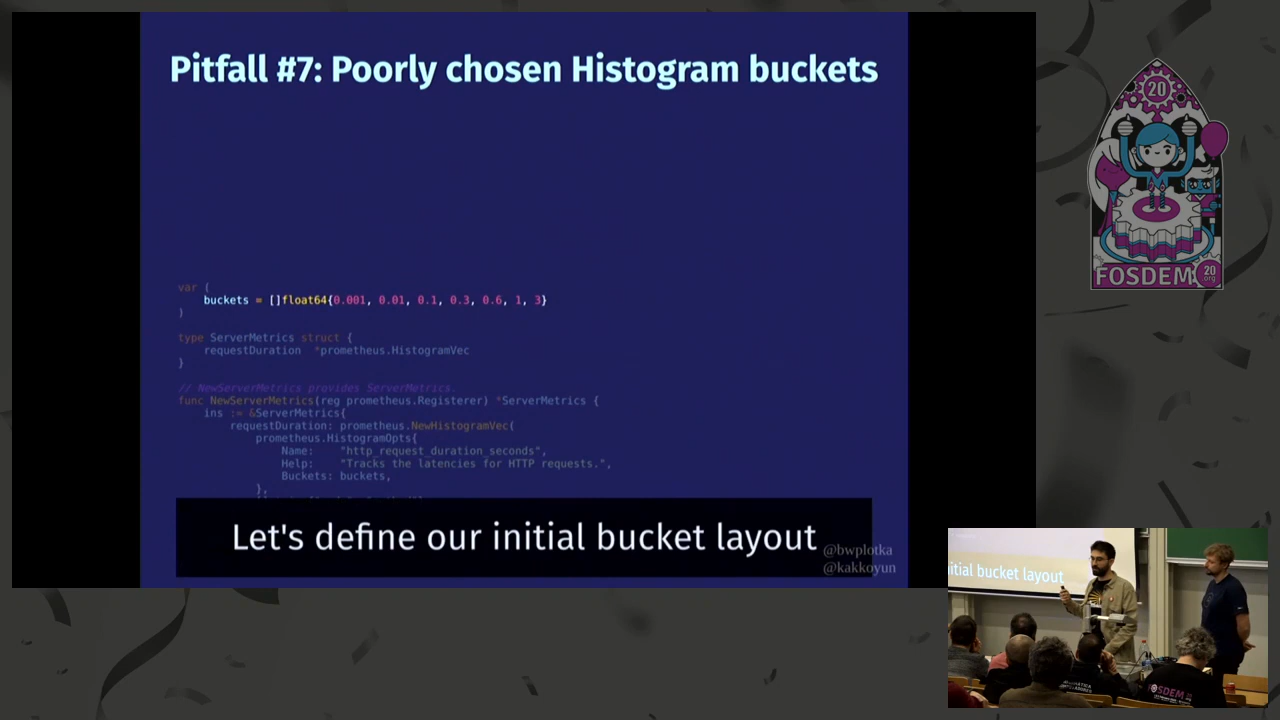 Pitfall #7: Poorly chosen Histogram buckets
var (
buckets = []float64{0.001, 0.01, 0.1, 0.3, 0.6, 1, 3}
)
type ServerMetrics struct {
requestDuration *prometheus.HistogramVec
}
// NewServerMetrics provides ServerMetrics.
func NewServerMetrics(reg prometheus.Registerer) *ServerMetrics {
ins := &ServerMetrics{
requestDuration: prometheus.NewHistogramVec(
prometheus.HistogramOpts{
Name: "http_request_duration_seconds",
Help: "Tracks the latencies for HTTP requests.",
Buckets: buckets,
},
Let's define our initial bucket layout
@bwplotka
@kakkoyun
20
FOSDEM
20
org
itial bucket layout
FOSDEM